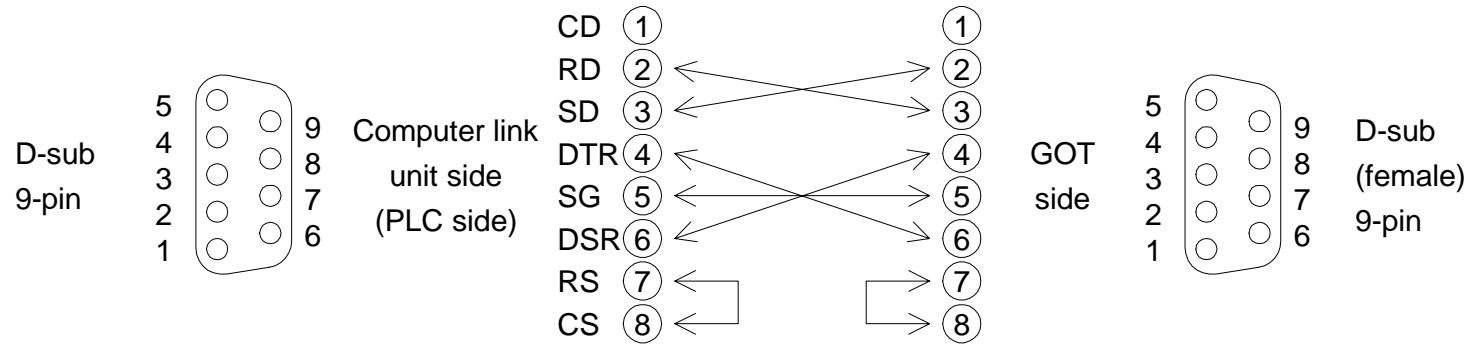 CD 1 1
RD 2 2
SD 3 3
DTR 4 4
SG 5 5
DSR 6 6
RS 7 7
CS 8 8
D-sub
9-pin
5
4
3
2
1
9
8
7
6
Computer link
unit side
(PLC side)
GOT
side
5
4
3
2
1
9
8
7
6
D-sub
(female)
9-pin